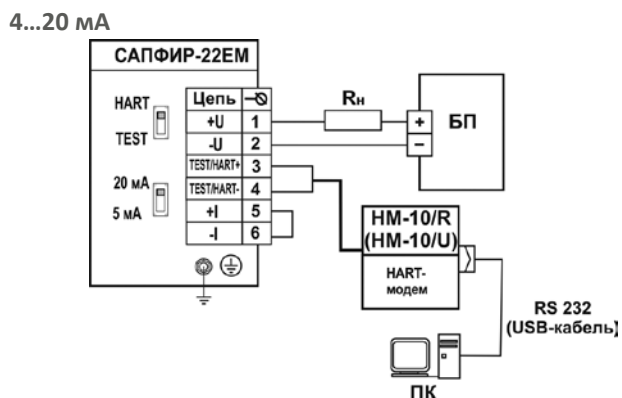 4...20 мА
САПФИР-22ЕМ
HART
TEST
20 мА
5 мА
Цепь
+U 1
-U 2
TEST/HART+ 3
TEST/HART- 4
+I 5
-I 6
Rн
+
−
БП
HM-10/R
(HM-10/U)
HART-
модем
RS 232
(USB-кабель)
ПК